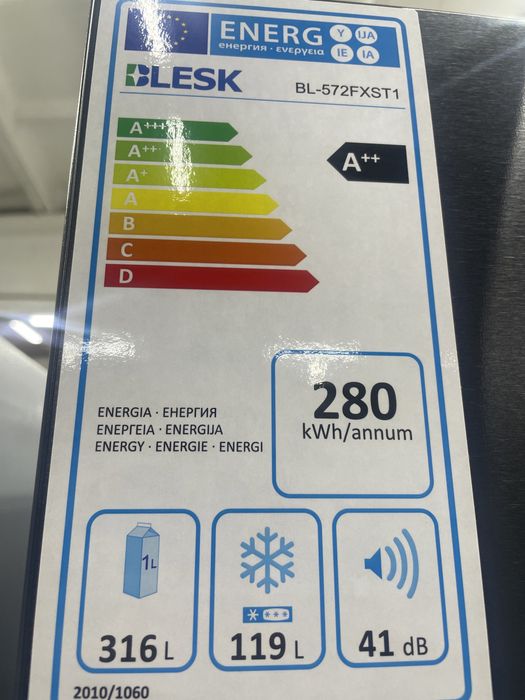 ENERG Y IJA
енергия · ενεργεια IE IA
BLESK
BL-572FXST1
A+++
A++
A++
A+
A
B
C
D
280
kWh/annum
ENERGIA · ЕНЕРГИЯ
ΕΝΕΡΓΕΙΑ · ENERGIJA
ENERGY · ENERGIE · ENERGI
1L
316 L
119 L
41 dB
2010/1060